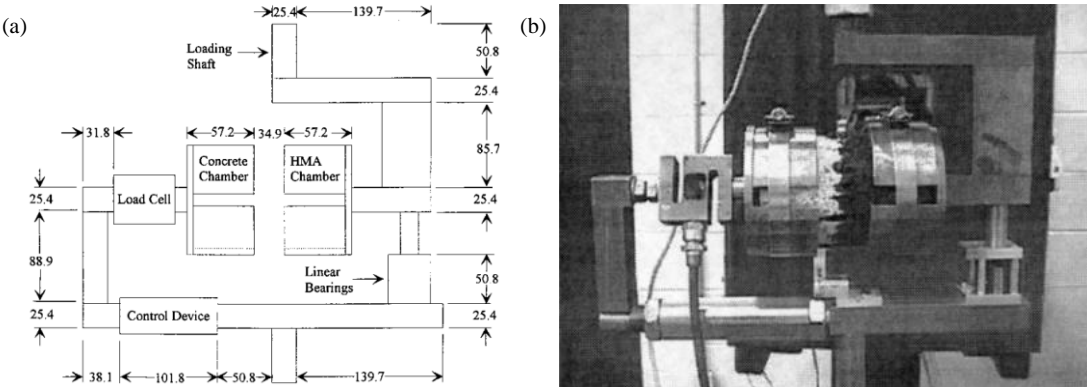 (a)
(b)
25.4
139.7
Loading
Shaft
50.8
25.4
31.8
57.2
34.9
57.2
85.7
Concrete
Chamber
HMA
Chamber
25.4
Load Cell
25.4
88.9
Linear
Bearings
50.8
25.4
Control Device
25.4
38.1
101.8
50.8
139.7